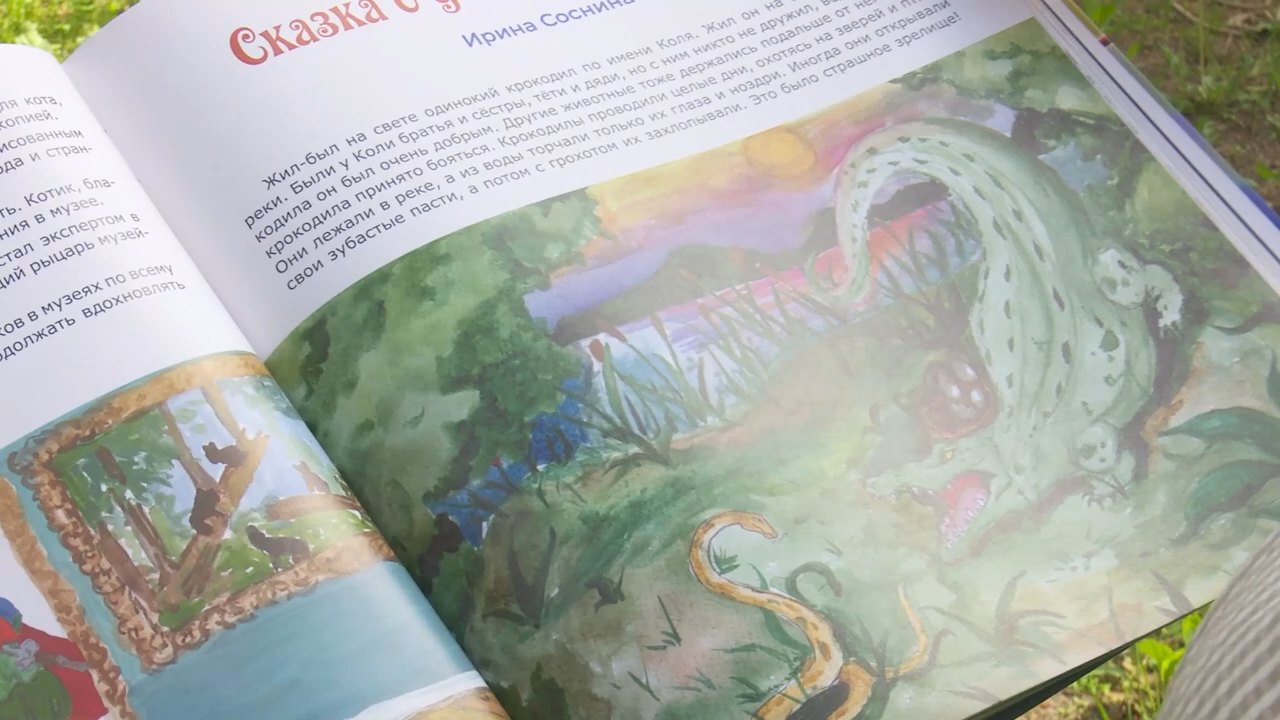 ля кота,
копией.
исованным
да и стран-
ть. Котик, бла-
ния в музее.
стал экспертом в
щий рыцарь музей-
ков в музеях по всему
одолжать вдохновлять
Сказка о
Ирина Соснина
Жил-был на свете одинокий крокодил по имени Коля. Жил он на
реки. Были у Коли братья и сёстры, тёти и дяди, но с ним никто не дружил,
кодила он был очень добрым. Другие животные тоже держались подальше от
крокодила принято бояться. Крокодилы проводили целые дни, охотясь на зверей и
Они лежали в реке, а из воды торчали только их глаза и ноздри. Иногда они открывали
свои зубастые пасти, а потом с грохотом их захлопывали. Это было страшное зрелище!